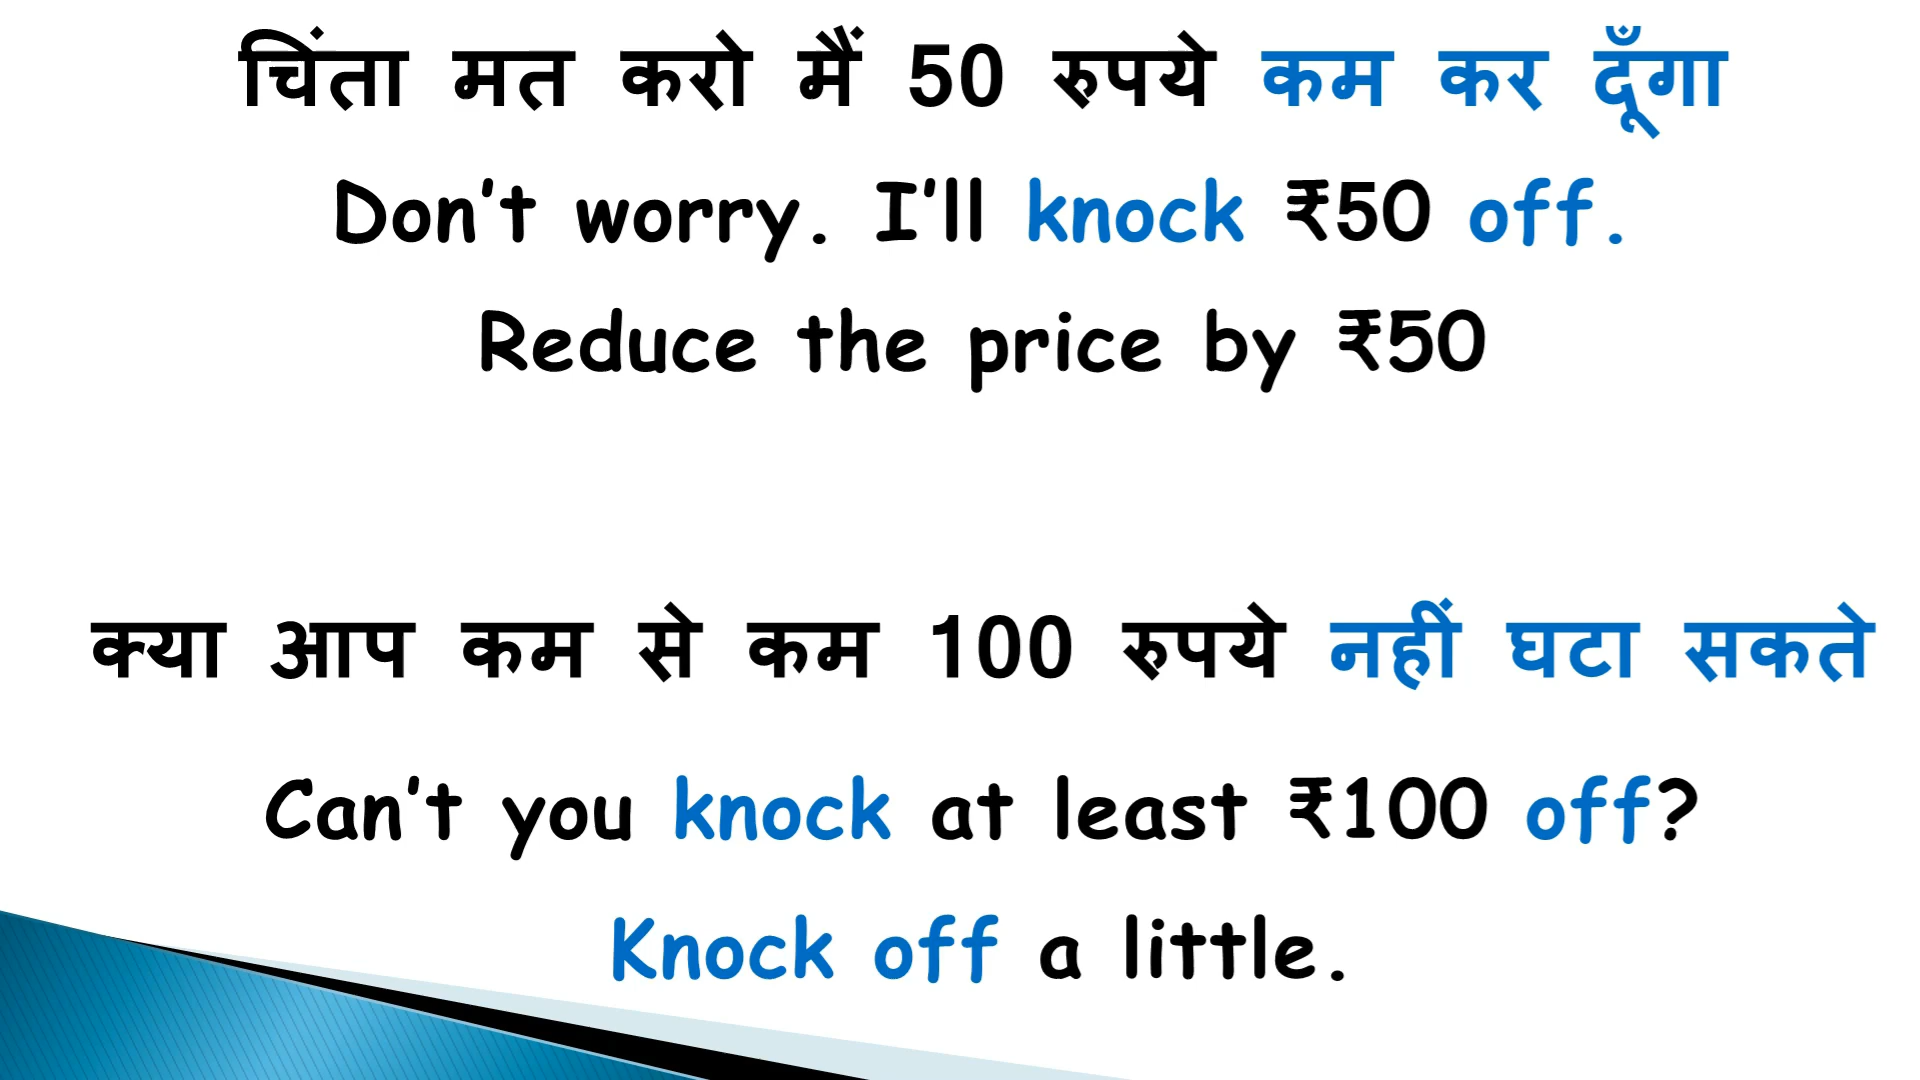 चिंता मत करो मैं 50 रुपये कम कर दूँगा
Don’t worry. I’ll knock ₹50 off.
Reduce the price by ₹50
क्या आप कम से कम 100 रुपये नहीं घटा सकते
Can’t you knock at least ₹100 off?
Knock off a little.